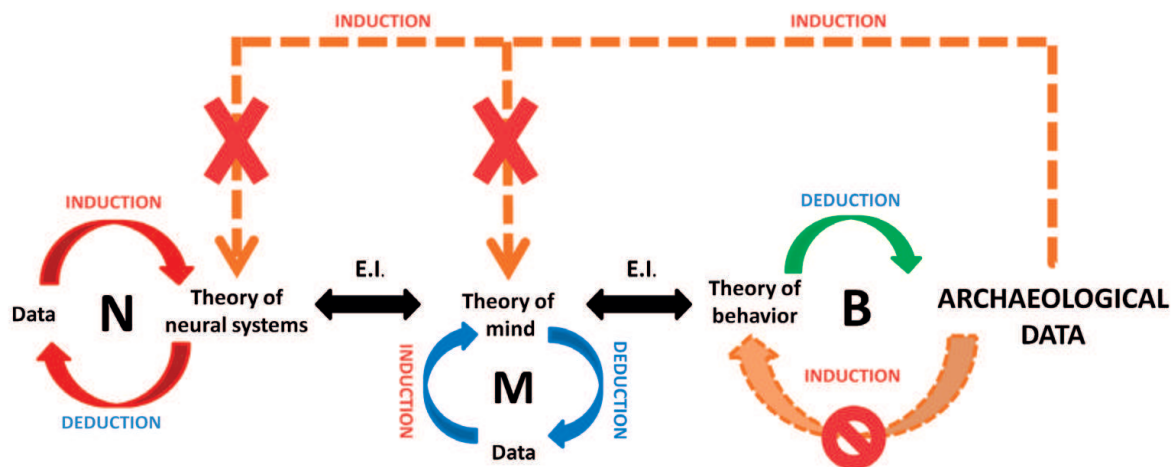 INDUCTION
INDUCTION
INDUCTION
DEDUCTION
E.I.
E.I.
Data
N
Theory of
neural systems
Theory of
mind
Theory of
behavior
B
ARCHAEOLOGICAL
DATA
INDUCTION
M
DEDUCTION
INDUCTION
DEDUCTION
Data